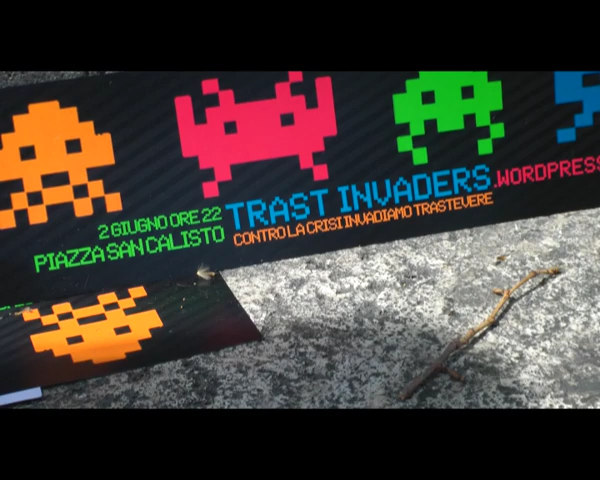 2 GIUGNO ORE 22
PIAZZA SAN CALISTO
TRAST INVADERS.WORDPRESS
CONTRO LA CRISI INVADIAMO TRASTEVERE